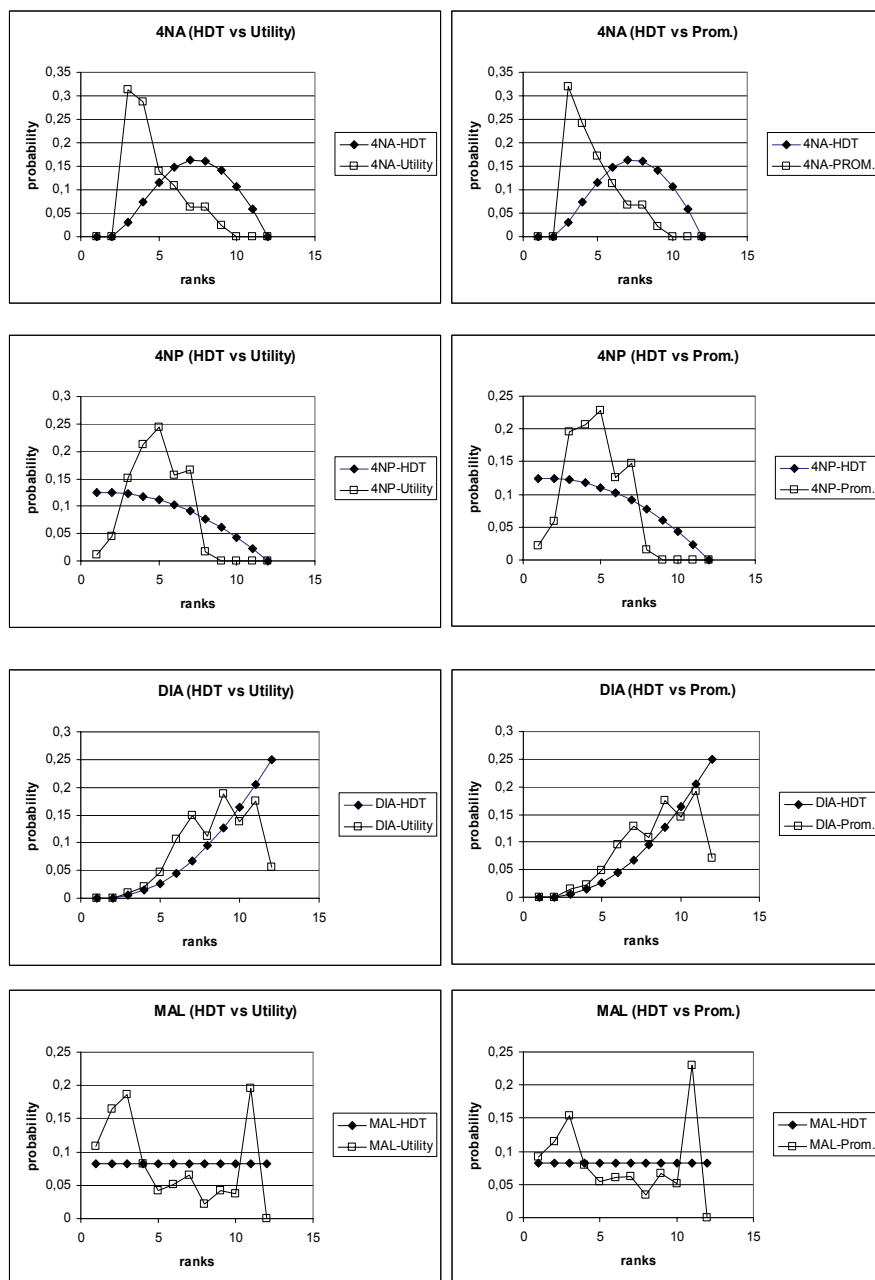 4NA (HDT vs Utility)
0,35
0,3
0,25
0,2
0,15
0,1
0,05
0
probability
0 5 10 15
ranks
4NA-HDT
4NA-Utility
4NA (HDT vs Prom.)
0,35
0,3
0,25
0,2
0,15
0,1
0,05
0
probability
0 5 10 15
ranks
4NA-HDT
4NA-PROM.
4NP (HDT vs Utility)
0,3
0,25
0,2
0,15
0,1
0,05
0
probability
0 5 10 15
ranks
4NP-HDT
4NP-Utility
4NP (HDT vs Prom.)
0,25
0,2
0,15
0,1
0,05
0
probability
0 5 10 15
ranks
4NP-HDT
4NP-Prom.
DIA (HDT vs Utility)
0,3
0,25
0,2
0,15
0,1
0,05
0
probability
0 5 10 15
ranks
DIA-HDT
DIA-Utility
DIA (HDT vs Prom.)
0,3
0,25
0,2
0,15
0,1
0,05
0
probability
0 5 10 15
ranks
DIA-HDT
DIA-Prom.
MAL (HDT vs Utility)
0,25
0,2
0,15
0,1
0,05
0
probability
0 5 10 15
ranks
MAL-HDT
MAL-Utility
MAL (HDT vs Prom.)
0,25
0,2
0,15
0,1
0,05
0
probability
0 5 10 15
ranks
MAL-HDT
MAL-Prom.